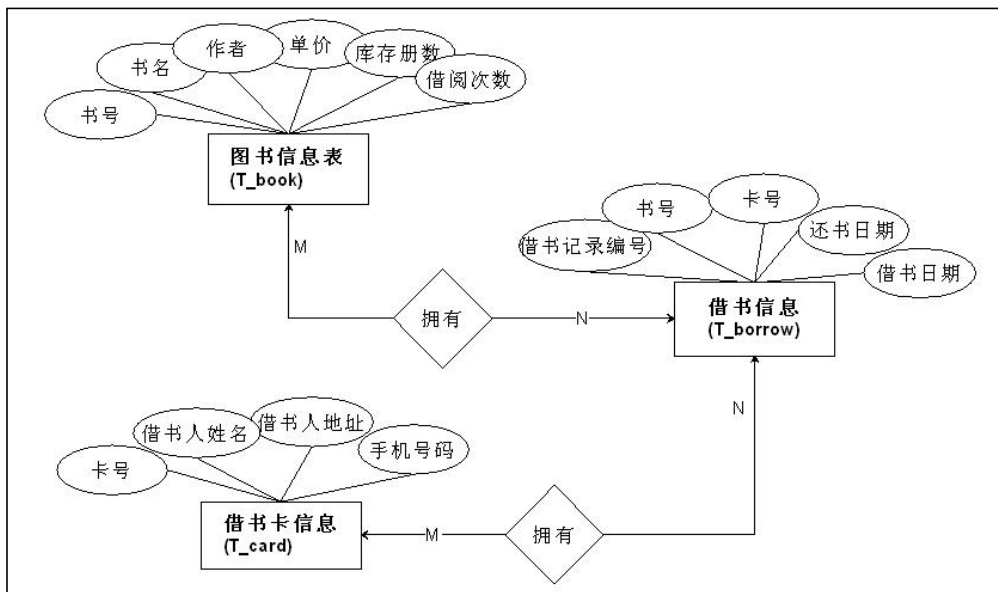 书号
书名
作者
单价
库存册数
借阅次数
图书信息表
(T_book)
M
拥有
N
借书记录编号
书号
卡号
还书日期
借书日期
借书信息
(T_borrow)
N
卡号
借书人姓名
借书人地址
手机号码
借书卡信息
(T_card)
M
拥有